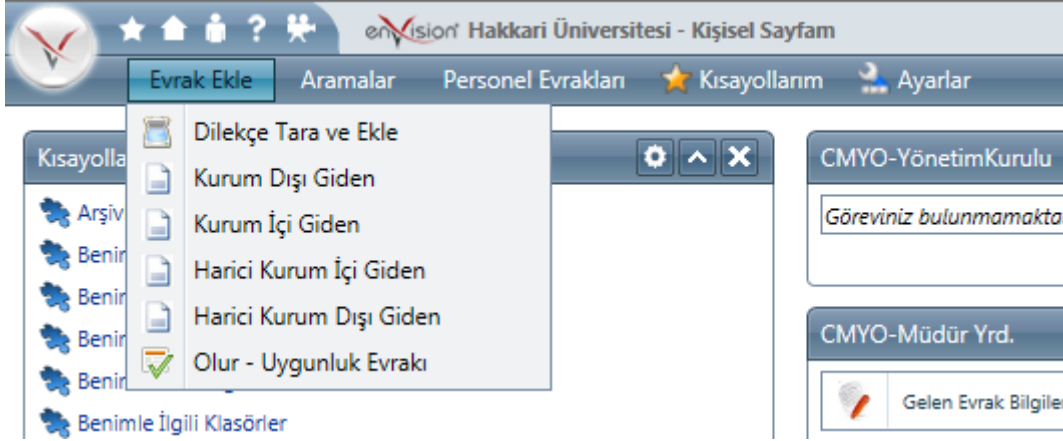 enVision Hakkari Üniversitesi - Kişisel Sayfam
Evrak Ekle Aramalar Personel Evrakları Kısayollarım Ayarlar
Dilekçe Tara ve Ekle
Kurum Dışı Giden
Kurum İçi Giden
Harici Kurum İçi Giden
Harici Kurum Dışı Giden
Olur - Uygunluk Evrakı
Kısayolla
Arşiv
Benim
Benim
Benim
Benim
Benimle İlgili Klasörler
CMYO-YönetimKurulu
Göreviniz bulunmamakta
CMYO-Müdür Yrd.
Gelen Evrak Bilgiler